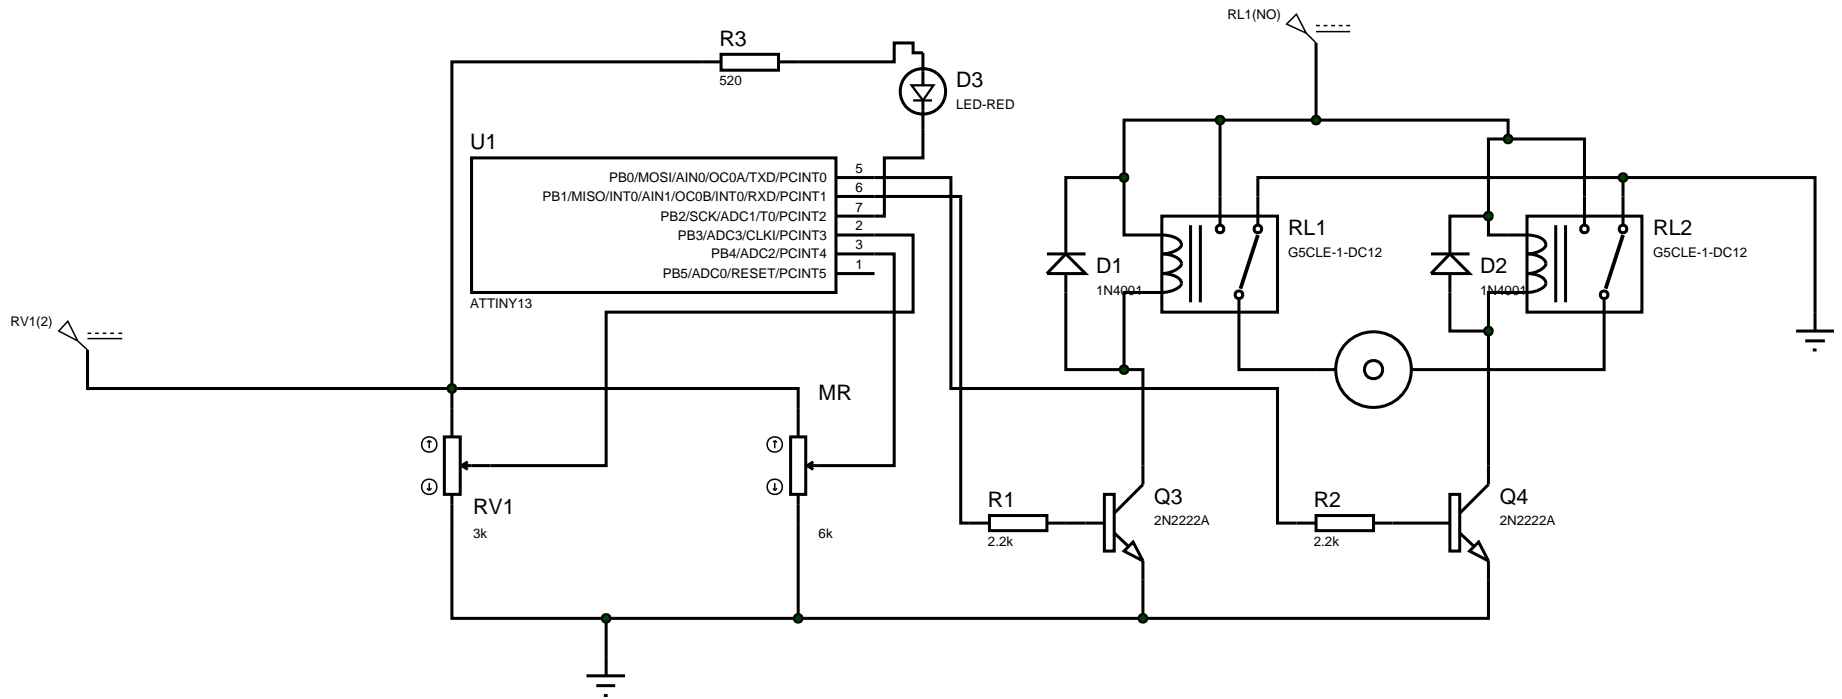 RL1(NO)
R3
520
D3
LED-RED
U1
5
PB0/MOSI/AIN0/OC0A/TXD/PCINT0
6
PB1/MISO/INT0/AIN1/OC0B/INT0/RXD/PCINT1
7
PB2/SCK/ADC1/T0/PCINT2
2
PB3/ADC3/CLKI/PCINT3
3
PB4/ADC2/PCINT4
1
PB5/ADC0/RESET/PCINT5
ATTINY13
RL1
G5CLE-1-DC12
RL2
G5CLE-1-DC12
D1
1N4001
D2
1N4001
RV1(2)
MR
6k
RV1
3k
R1
2.2k
Q3
2N2222A
R2
2.2k
Q4
2N2222A